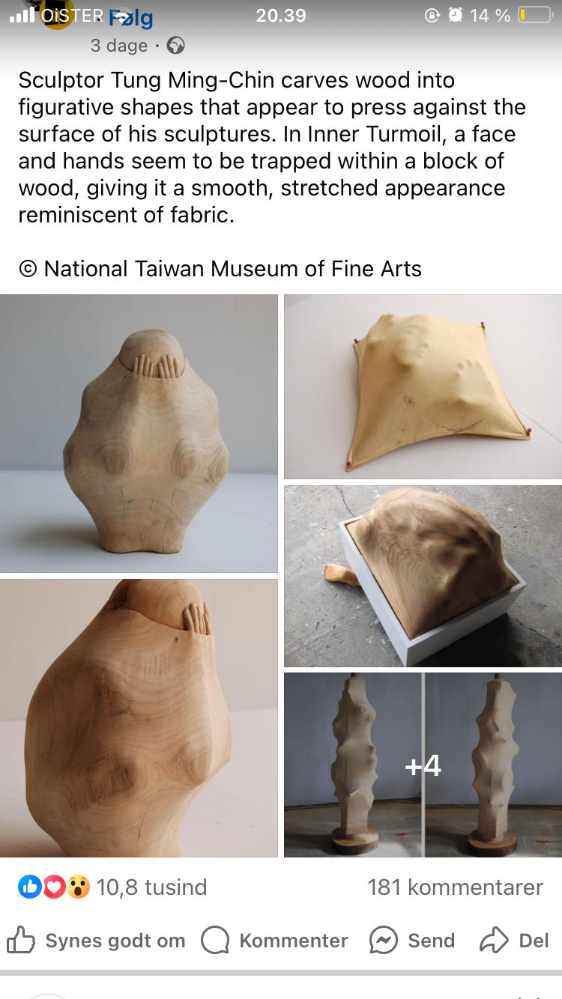 OiSTER
20.39
14 %
· Følg
3 dage ·
Sculptor Tung Ming-Chin carves wood into
figurative shapes that appear to press against the
surface of his sculptures. In Inner Turmoil, a face
and hands seem to be trapped within a block of
wood, giving it a smooth, stretched appearance
reminiscent of fabric.
© National Taiwan Museum of Fine Arts
+4
10,8 tusind
181 kommentarer
Synes godt om
Kommenter
Send
Del